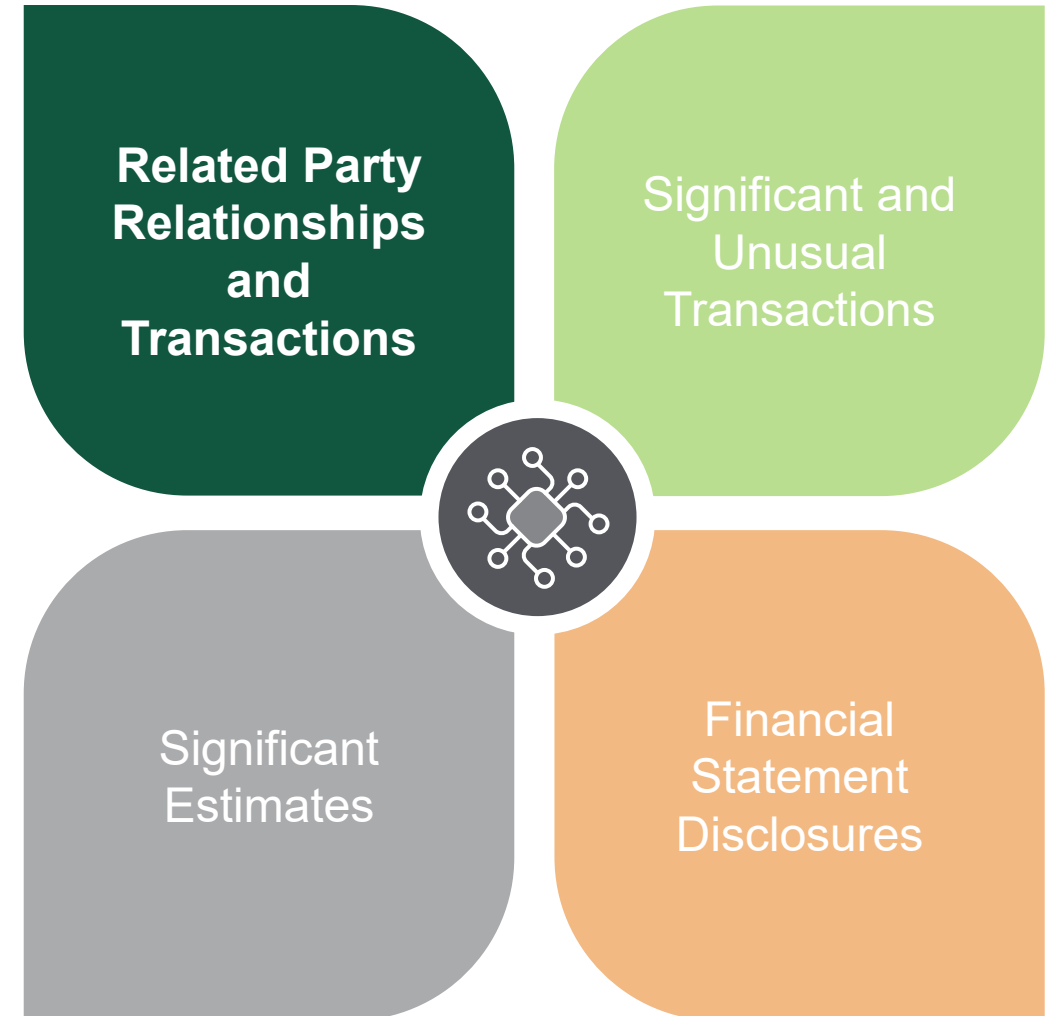 Related Party
Relationships
and
Transactions
Significant and
Unusual
Transactions
Significant
Estimates
Financial
Statement
Disclosures